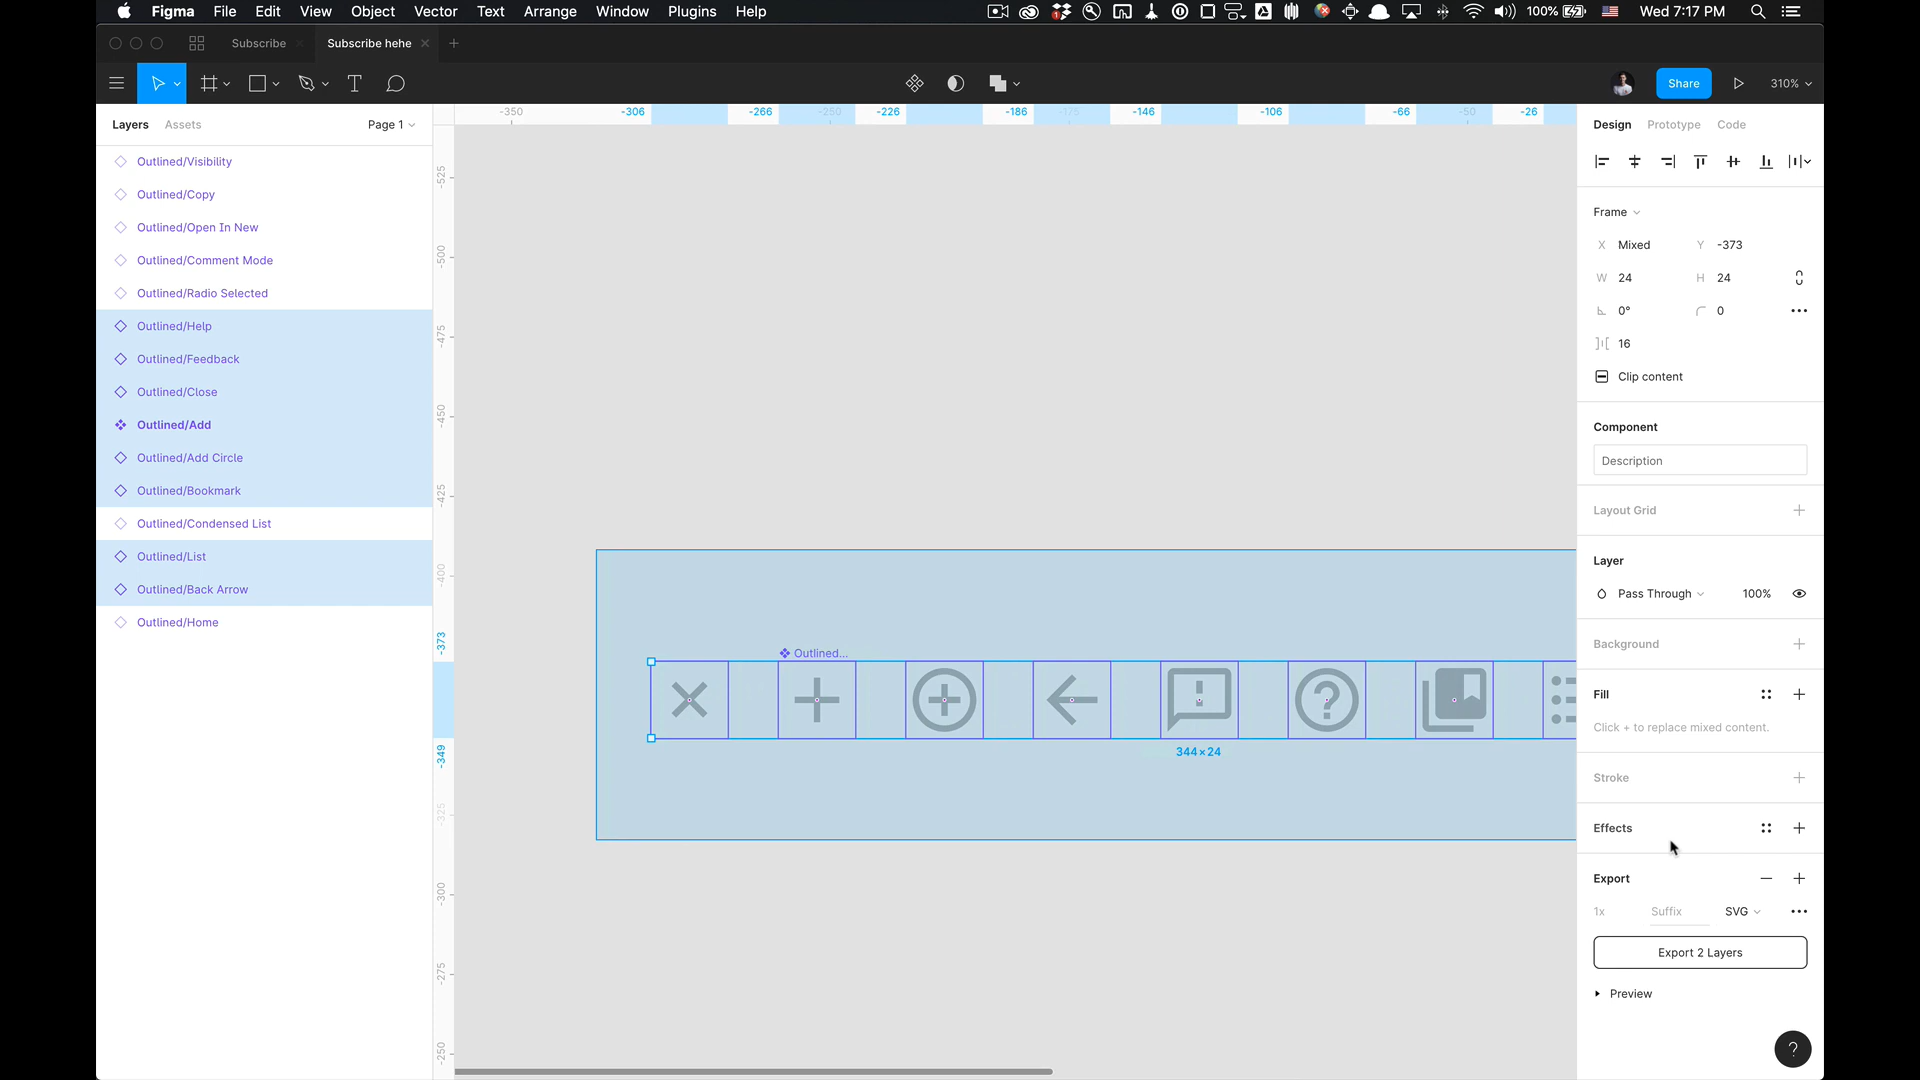 Figma File Edit View Object Vector Text Arrange Window Plugins Help 100% Wed 7:17 PM
Subscribe Subscribe hehe
Share 310%
Layers Assets Page 1
Outlined/Visibility
Outlined/Copy
Outlined/Open In New
Outlined/Comment Mode
Outlined/Radio Selected
Outlined/Help
Outlined/Feedback
Outlined/Close
Outlined/Add
Outlined/Add Circle
Outlined/Bookmark
Outlined/Condensed List
Outlined/List
Outlined/Back Arrow
Outlined/Home
-350 -306 -266 -250 -226 -186 -175 -146 -106 -66 -50 -26
-525
-500
-475
-450
-425
-400
-373
-349
-325
-300
-275
-250
Outlined...
344×24
Design Prototype Code
Frame
X Mixed Y -373
W 24 H 24
0° 0
16
Clip content
Component
Description
Layout Grid
Layer
Pass Through 100%
Background
Fill
Click + to replace mixed content.
Stroke
Effects
Export
1x Suffix SVG
Export 2 Layers
Preview
?